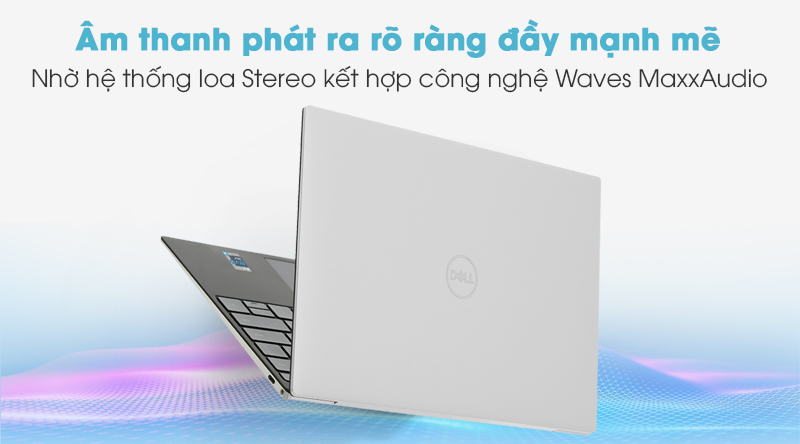 Âm thanh phát ra rõ ràng đầy mạnh mẽ
Nhờ hệ thống loa Stereo kết hợp công nghệ Waves MaxxAudio
DELL